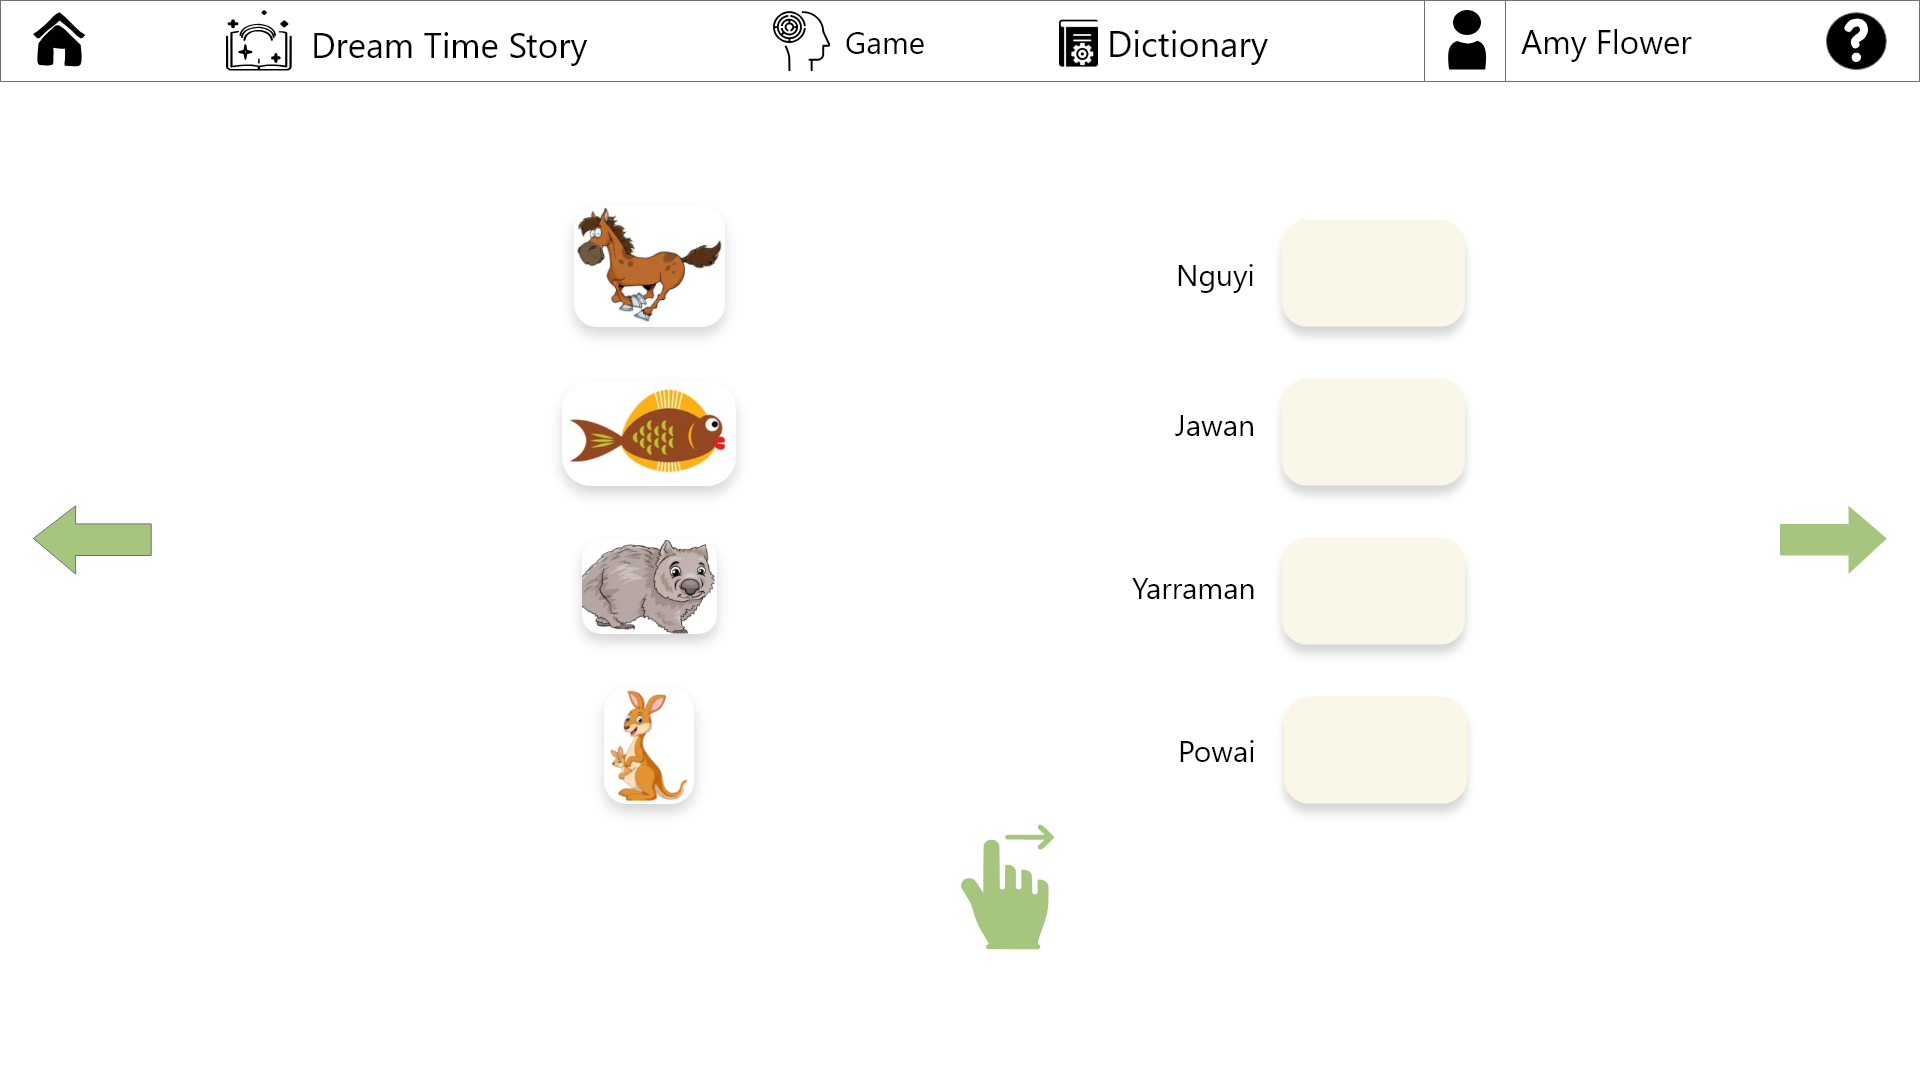 Dream Time Story
Game
Dictionary
Amy Flower
?
Nguyi
Jawan
Yarraman
Powai